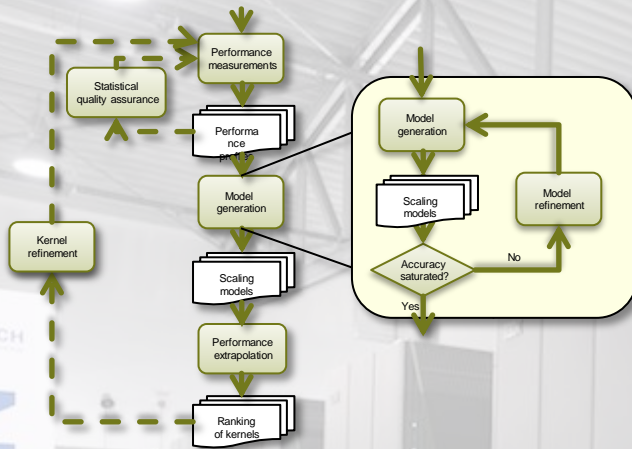 Performance
measurements
Statistical
quality assurance
Performa
nce
Model
generation
Kernel
refinement
Scaling
models
Performance
extrapolation
Ranking
of kernels
Model
generation
Scaling
models
Model
refinement
Accuracy
saturated?
No
Yes
CH